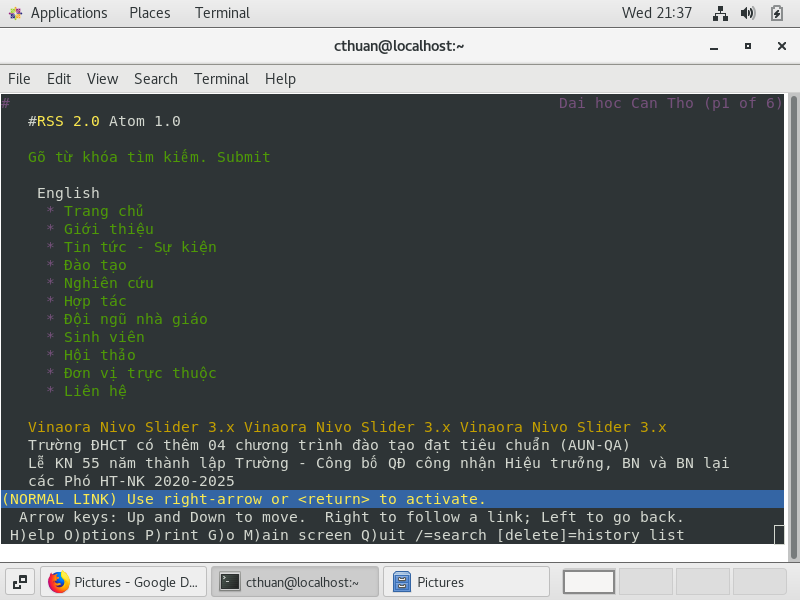 Applications Places Terminal Wed 21:37
cthuan@localhost:~
File Edit View Search Terminal Help
# Dai hoc Can Tho (p1 of 6)
#RSS 2.0 Atom 1.0
Gõ từ khóa tìm kiếm. Submit
English
* Trang chủ
* Giới thiệu
* Tin tức - Sự kiện
* Đào tạo
* Nghiên cứu
* Hợp tác
* Đội ngũ nhà giáo
* Sinh viên
* Hội thảo
* Đơn vị trực thuộc
* Liên hệ
Vinaora Nivo Slider 3.x Vinaora Nivo Slider 3.x Vinaora Nivo Slider 3.x
Trường ĐHCT có thêm 04 chương trình đào tạo đạt tiêu chuẩn (AUN-QA)
Lễ KN 55 năm thành lập Trường - Công bố QĐ công nhận Hiệu trưởng, BN và BN lại
các Phó HT-NK 2020-2025
(NORMAL LINK) Use right-arrow or <return> to activate.
Arrow keys: Up and Down to move. Right to follow a link; Left to go back.
H)elp O)ptions P)rint G)o M)ain screen Q)uit /=search [delete]=history list
Pictures - Google D... cthuan@localhost:~ Pictures